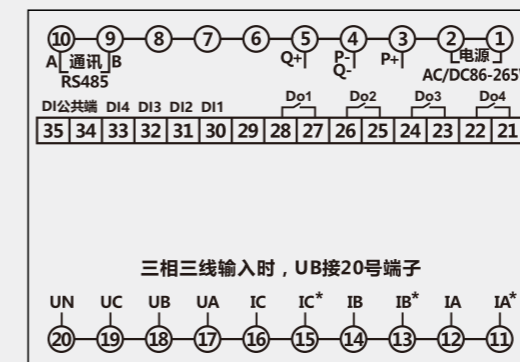 10 9 8 7 6 5 4 3 2 1
A 通讯 B Q+ P- P+ 电源
RS485 Q- AC/DC86-265V
DI公共端 DI4 DI3 DI2 DI1 Do1 Do2 Do3 Do4
35 34 33 32 31 30 29 28 27 26 25 24 23 22 21
三相三线输入时，UB接20号端子
UN UC UB UA IC IC* IB IB* IA IA*
20 19 18 17 16 15 14 13 12 11